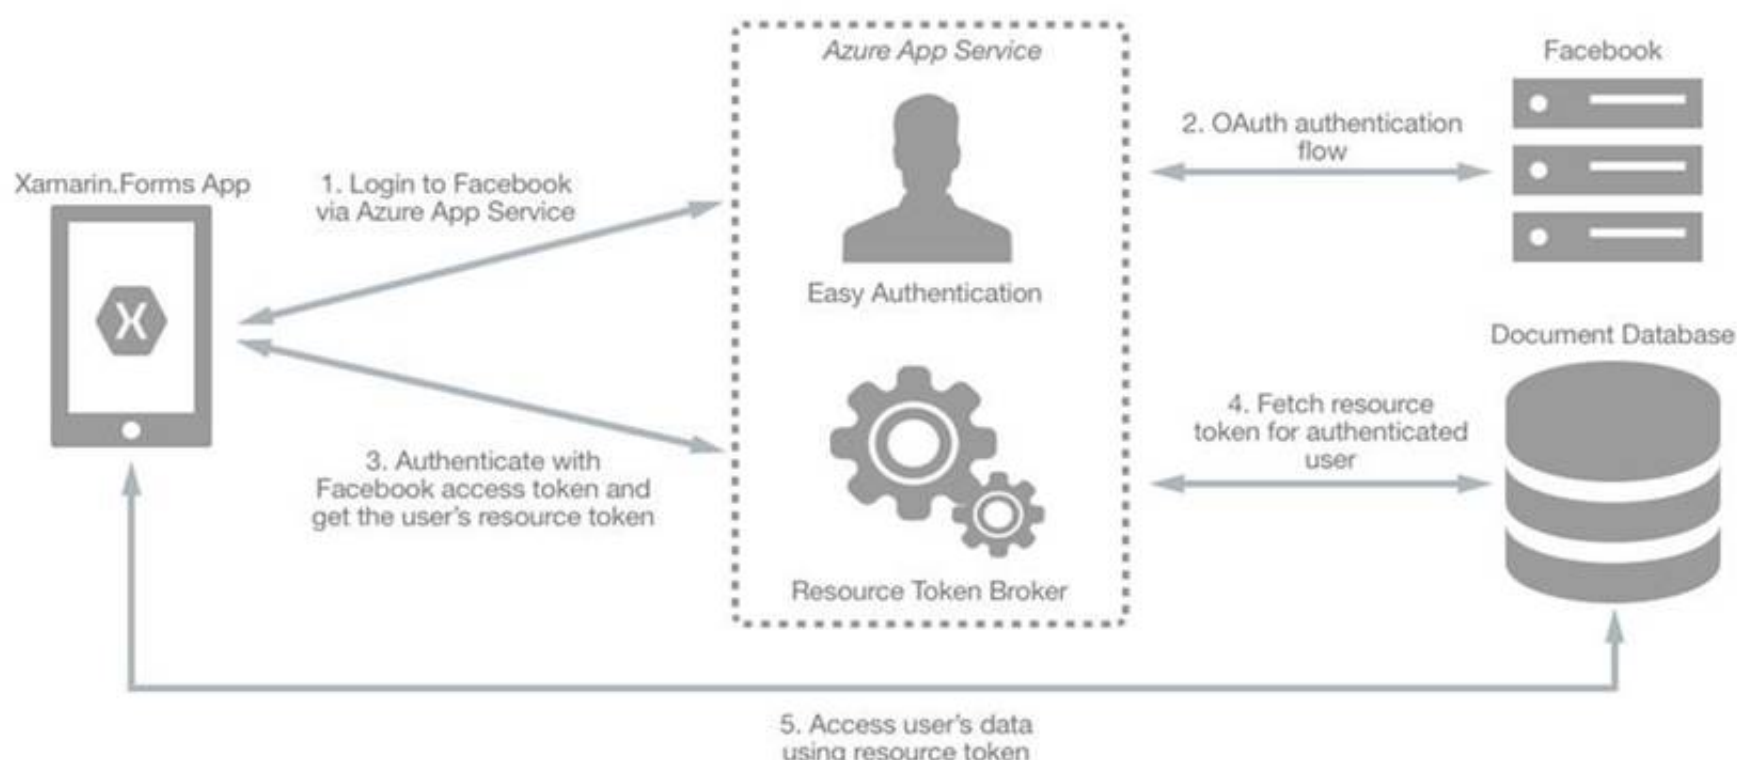 Azure App Service
Facebook
2. OAuth authentication
flow
Xamarin.Forms App
1. Login to Facebook
via Azure App Service
X
Easy Authentication
Document Database
4. Fetch resource
token for authenticated
user
3. Authenticate with
Facebook access token and
get the user's resource token
Resource Token Broker
5. Access user's data
using resource token